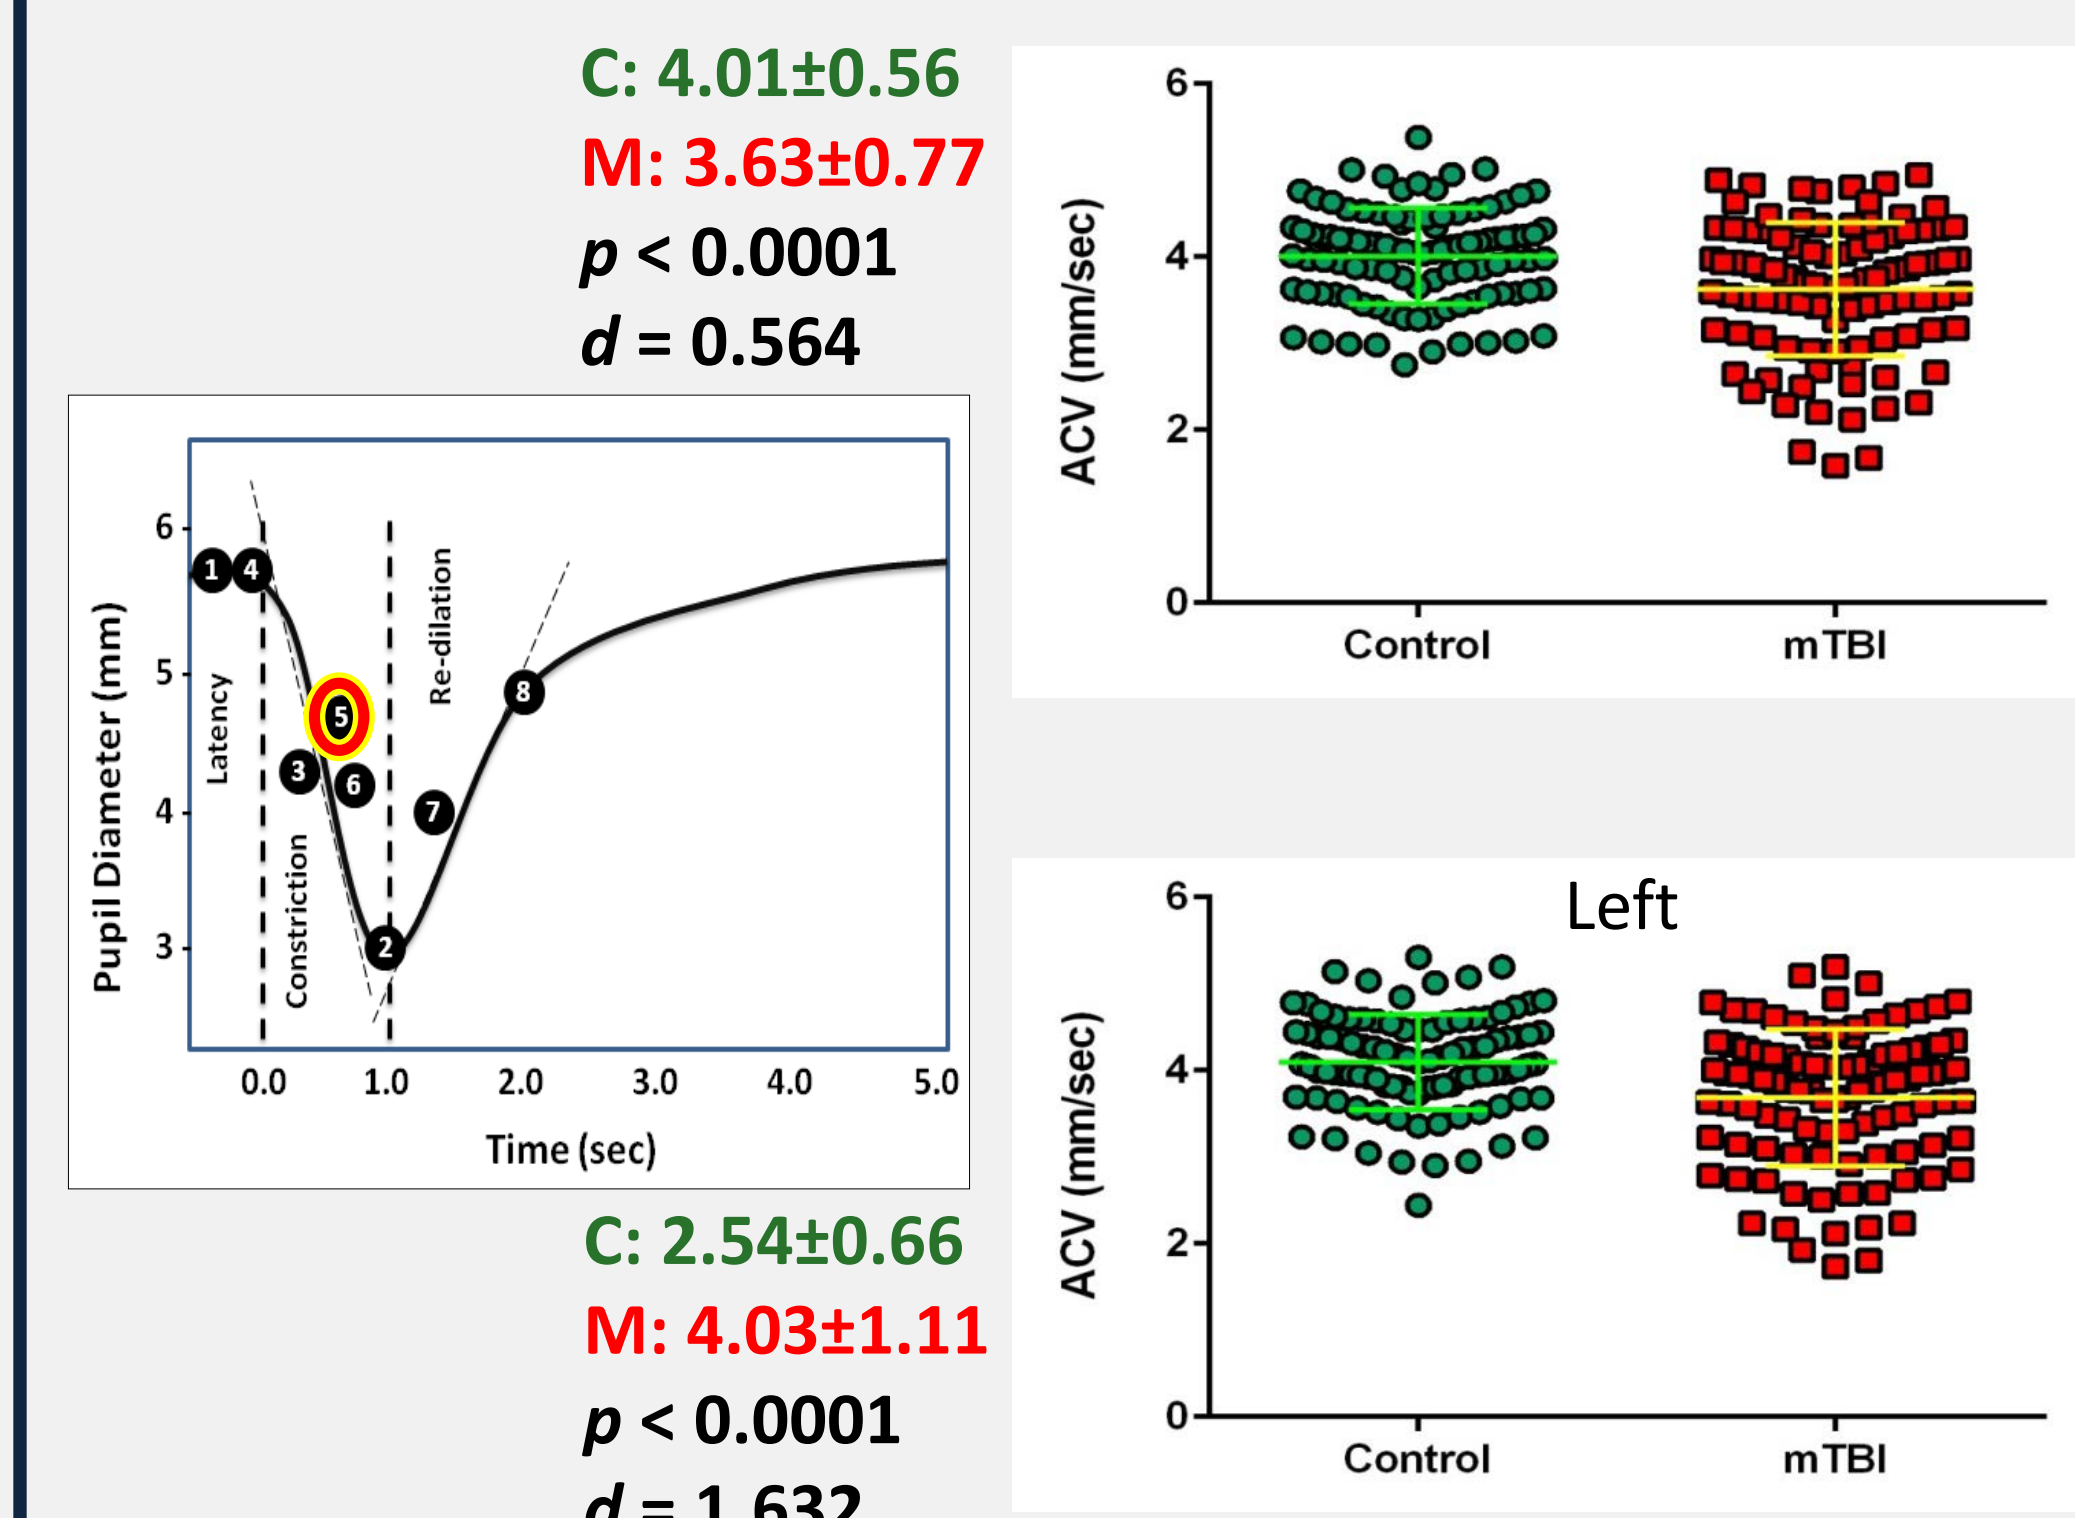 C: 4.01±0.56
M: 3.63±0.77
p < 0.0001
d = 0.564
6
4
2
0
ACV (mm/sec)
Control
mTBI
6
5
4
3
Pupil Diameter (mm)
Latency
Constriction
Re-dilation
1
4
5
3
6
7
8
2
0.0
1.0
2.0
3.0
4.0
5.0
Time (sec)
Left
6
4
2
0
ACV (mm/sec)
Control
mTBI
C: 2.54±0.66
M: 4.03±1.11
p < 0.0001
d = 1.632